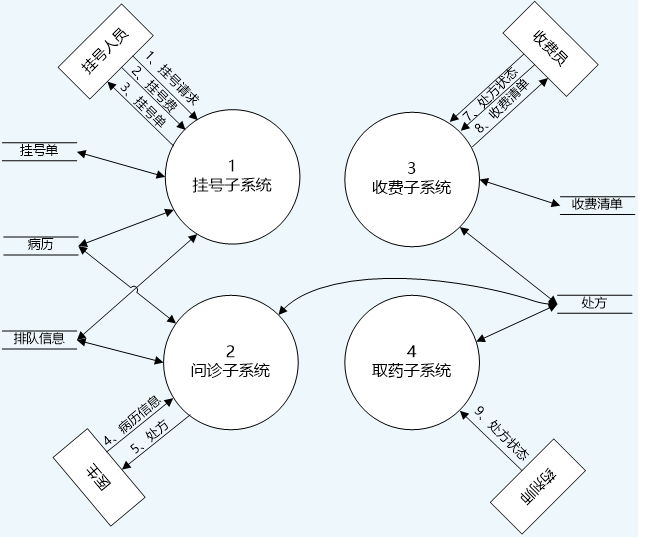 挂号人员
1、挂号请求
2、挂号费
3、挂号单
收费员
7、处方状态
8、收费清单
挂号单
1
挂号子系统
3
收费子系统
收费清单
病历
处方
排队信息
2
问诊子系统
4
取药子系统
4、病历信息
5、处方
医生
9、处方状态
药剂师